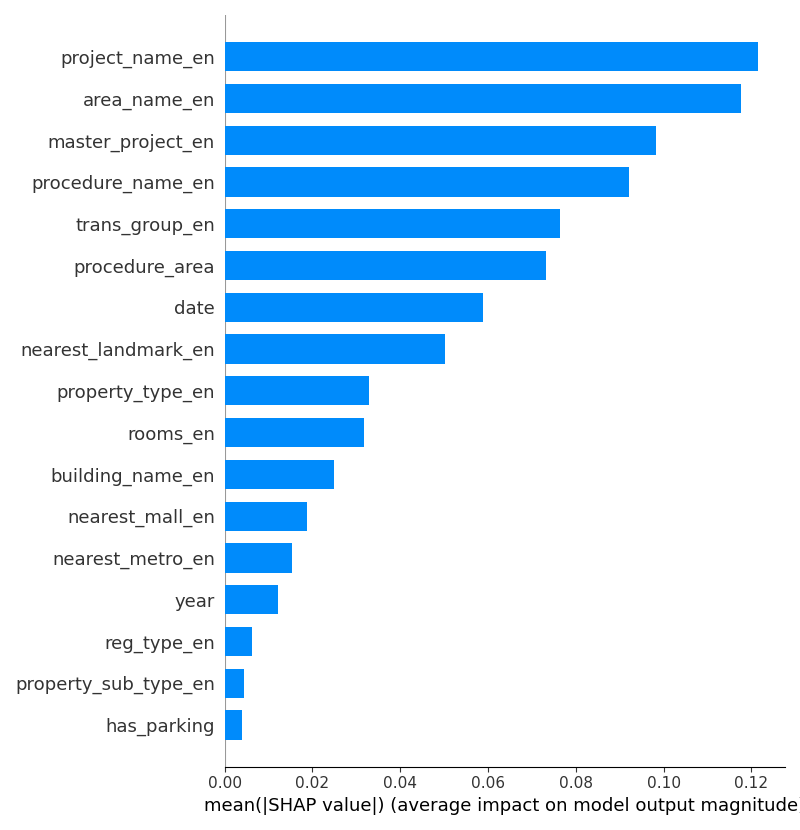 project_name_en
area_name_en
master_project_en
procedure_name_en
trans_group_en
procedure_area
date
nearest_landmark_en
property_type_en
rooms_en
building_name_en
nearest_mall_en
nearest_metro_en
year
reg_type_en
property_sub_type_en
has_parking
0.00 0.02 0.04 0.06 0.08 0.10 0.12
mean(|SHAP value|) (average impact on model output magnitude)